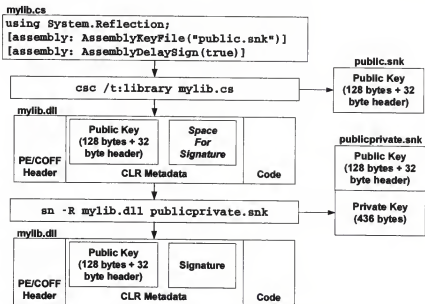 mylib.cs
using System.Reflection;
[assembly: AssemblyKeyFile("public.snk")]
[assembly: AssemblyDelaySign(true)]
public.snk
Public Key
(128 bytes + 32
byte header)
csc /t:library mylib.cs
mylib.dll
Public Key
(128 bytes + 32
byte header)
Space
For
Signature
PE/COFF
Header
CLR Metadata
Code
publicprivate.snk
Public Key
(128 bytes + 32
byte header)
Private Key
(436 bytes)
sn -R mylib.dll publicprivate.snk
mylib.dll
Public Key
(128 bytes + 32
byte header)
Signature
PE/COFF
Header
CLR Metadata
Code